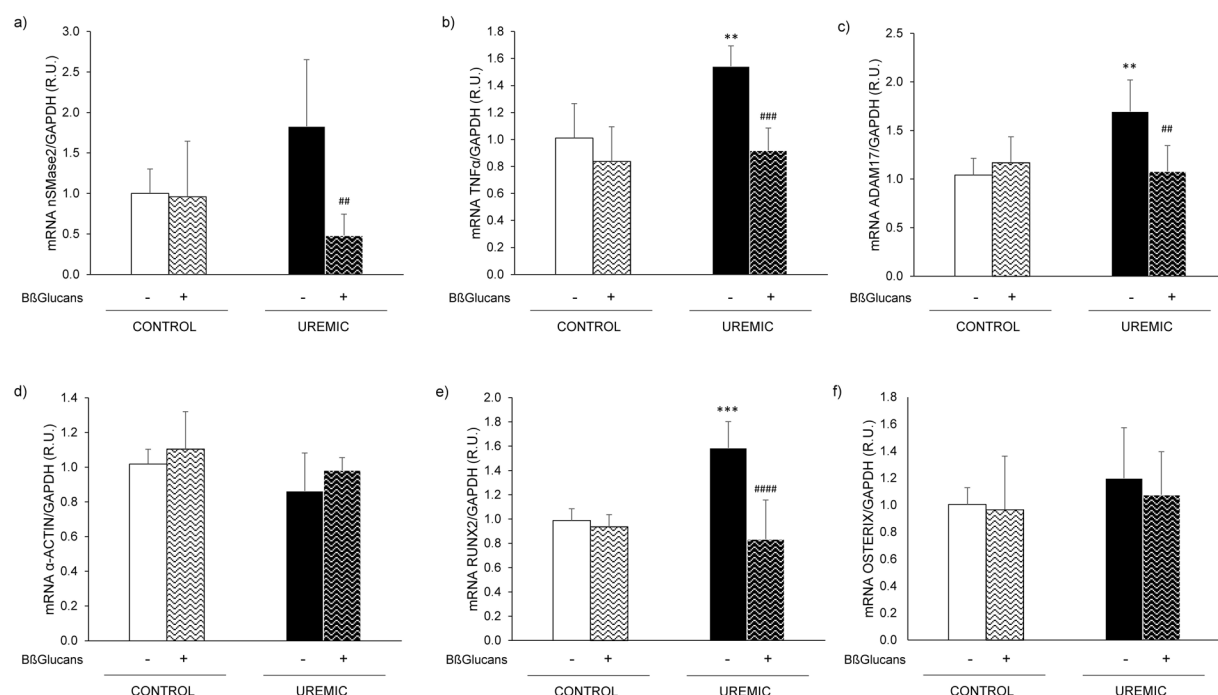 a)
mRNA nSMase2/GAPDH (R.U.)
3.0
2.5
2.0
1.5
1.0
0.5
0.0
##
BßGlucans - + - +
CONTROL UREMIC
b)
mRNA TNFα/GAPDH (R.U.)
1.8
1.6
1.4
1.2
1.0
0.8
0.6
0.4
0.2
0.0
**
###
BßGlucans - + - +
CONTROL UREMIC
c)
mRNA ADAM17/GAPDH (R.U.)
2.5
2.0
1.5
1.0
0.5
0.0
**
##
BßGlucans - + - +
CONTROL UREMIC
d)
mRNA α-ACTIN/GAPDH (R.U.)
1.4
1.2
1.0
0.8
0.6
0.4
0.2
0.0
BßGlucans - + - +
CONTROL UREMIC
e)
mRNA RUNX2/GAPDH (R.U.)
2.0
1.8
1.6
1.4
1.2
1.0
0.8
0.6
0.4
0.2
0.0
***
####
BßGlucans - + - +
CONTROL UREMIC
f)
mRNA OSTERIX/GAPDH (R.U.)
1.8
1.6
1.4
1.2
1.0
0.8
0.6
0.4
0.2
0.0
BßGlucans - + - +
CONTROL UREMIC